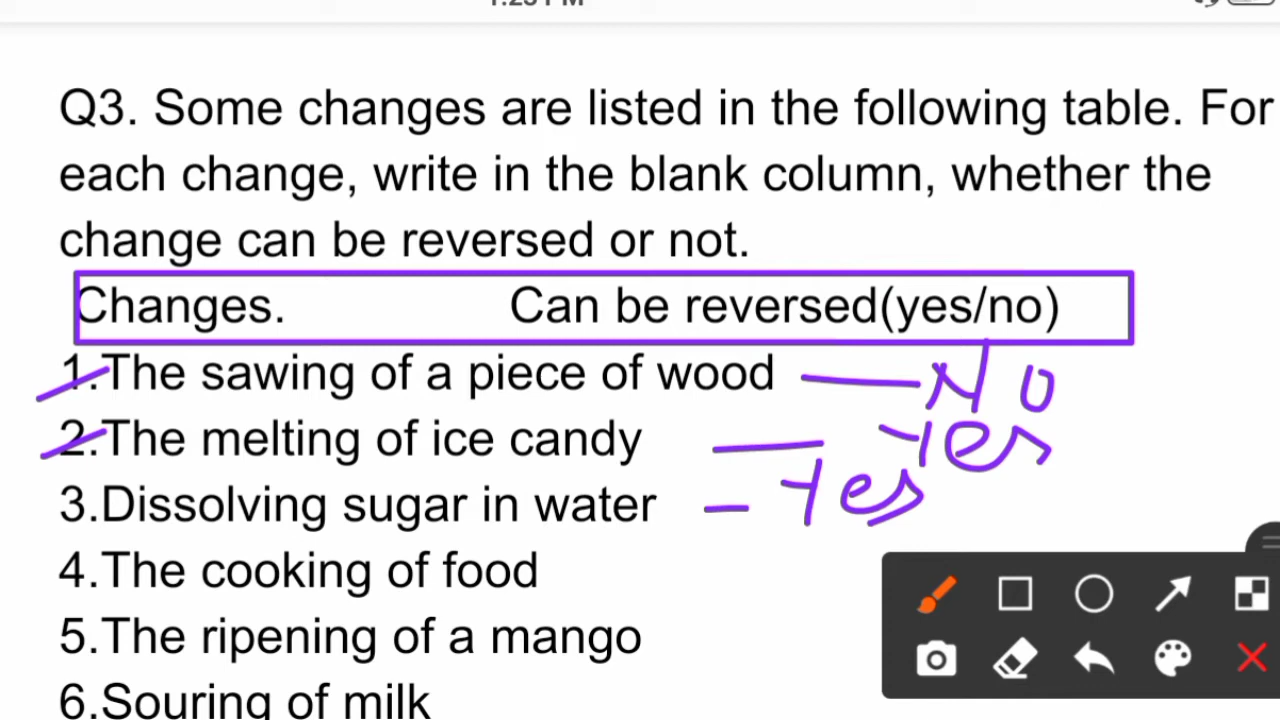 Q3. Some changes are listed in the following table. For
each change, write in the blank column, whether the
change can be reversed or not.
Changes. Can be reversed(yes/no)
1.The sawing of a piece of wood — No
2.The melting of ice candy — Yes
3.Dissolving sugar in water – Yes
4.The cooking of food
5.The ripening of a mango
6.Souring of milk